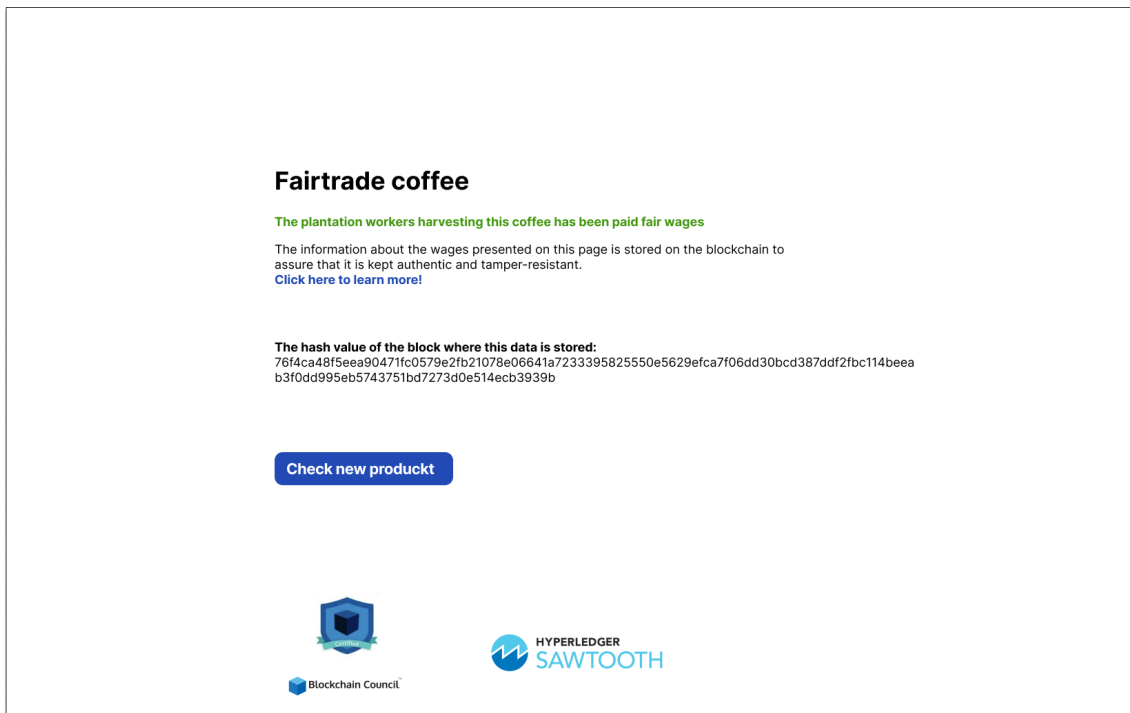 Fairtrade coffee
The plantation workers harvesting this coffee has been paid fair wages
The information about the wages presented on this page is stored on the blockchain to
assure that it is kept authentic and tamper-resistant.
Click here to learn more!
The hash value of the block where this data is stored:
76f4ca48f5eea90471fc0579e2fb21078e06641a7233395825550e5629efca7f06dd30bcd387ddf2fbc114beea
b3f0dd995eb5743751bd7273d0e514ecb3939b
Check new produckt
Certified
Blockchain Council™
HYPERLEDGER
SAWTOOTH